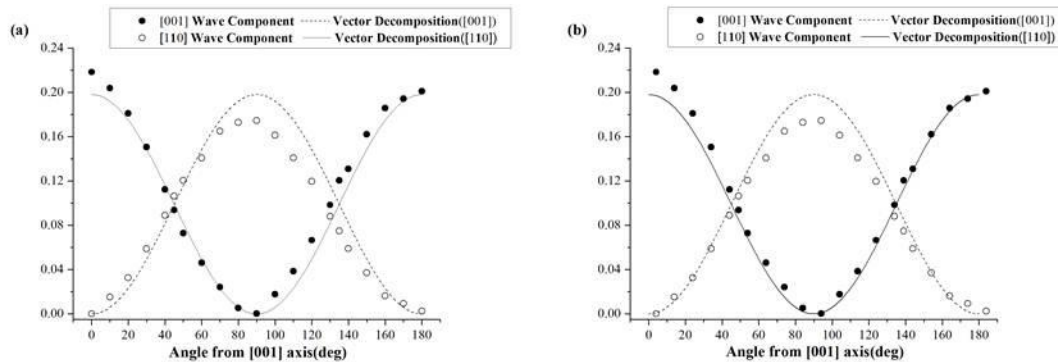 (a)
[001] Wave Component Vector Decomposition([001])
[110] Wave Component Vector Decomposition([110])
0.24
0.20
0.16
0.12
0.08
0.04
0.00
0 20 40 60 80 100 120 140 160 180
Angle from [001] axis(deg)
(b)
[001] Wave Component Vector Decomposition([001])
[110] Wave Component Vector Decomposition([110])
0.24
0.20
0.16
0.12
0.08
0.04
0.00
0 20 40 60 80 100 120 140 160 180
Angle from [001] axis(deg)